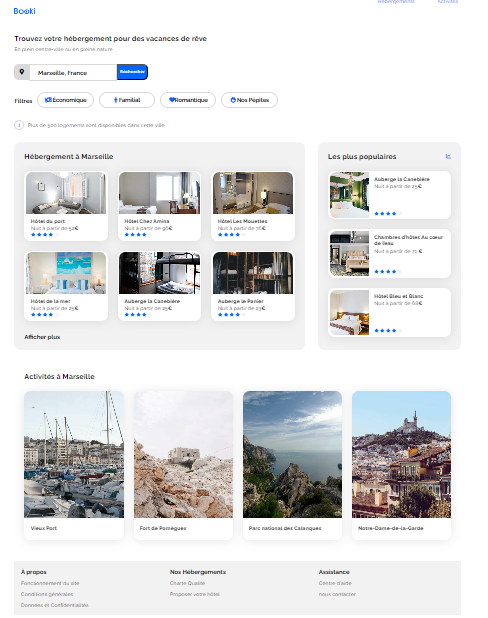 Hébergements
Activités
Booki
Trouvez votre hébergement pour des vacances de rêve
En plein centre-ville ou en pleine nature
Marseille, France
Rechercher
Filtres
Économique
Familial
Romantique
Nos Pépites
Plus de 500 logements sont disponibles dans cette ville
Hébergement à Marseille
Hôtel du port
Nuit à partir de 52€
Hôtel Chez Amina
Nuit à partir de 96€
Hôtel Les Mouettes
Nuit à partir de 76€
Hôtel de la mer
Nuit à partir de 25€
Auberge la Canebière
Nuit à partir de 25€
Auberge le Panier
Nuit à partir de 23€
Afficher plus
Les plus populaires
Auberge la Canebière
Nuit à partir de 25€
Chambres d'hôtes Au cœur
de l'eau
Nuit à partir de 71 €
Hôtel Bleu et Blanc
Nuit à partir de 68€
Activités à Marseille
Vieux Port
Fort de Pomègues
Parc national des Calanques
Notre-Dame-de-la-Garde
À propos
Fonctionnement du site
Conditions générales
Données et Confidentialités
Nos Hébergements
Charte Qualité
Proposer votre hôtel
Assistance
Centre d'aide
nous contacter